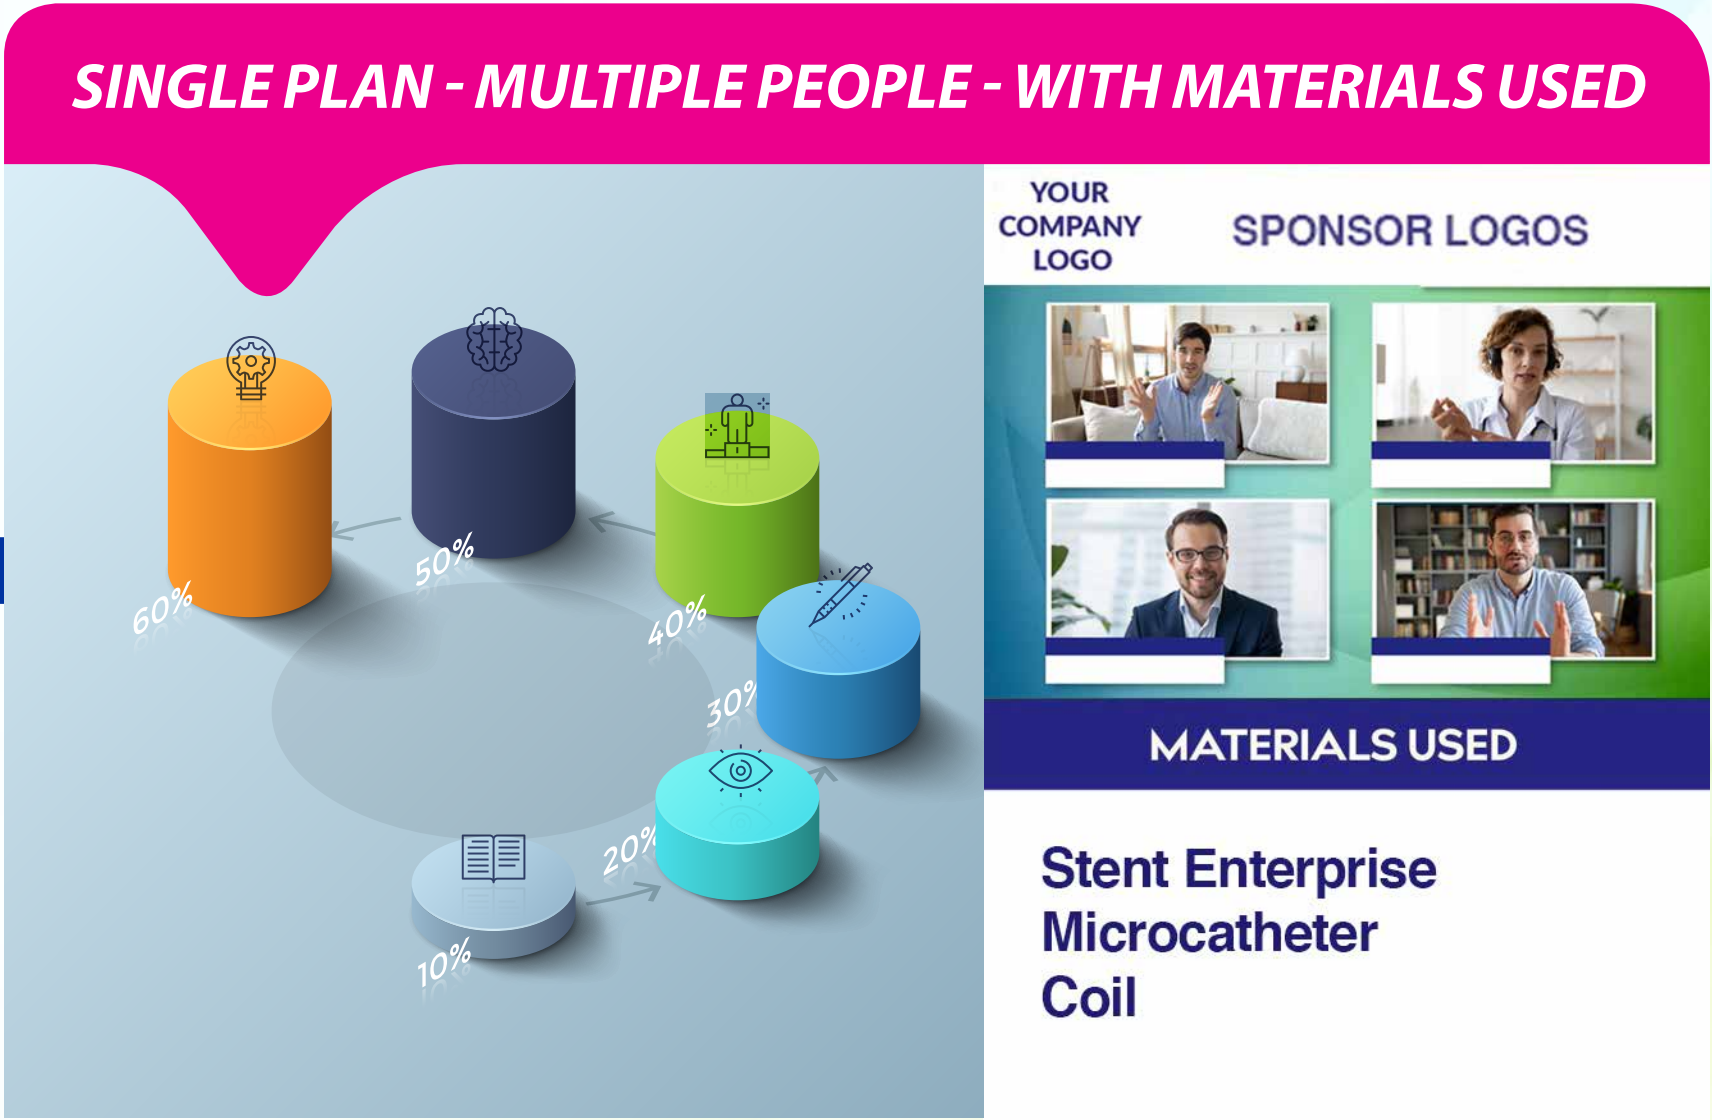 SINGLE PLAN - MULTIPLE PEOPLE - WITH MATERIALS USED
60%
50%
40%
30%
20%
10%
YOUR
COMPANY
LOGO
SPONSOR LOGOS
MATERIALS USED
Stent Enterprise
Microcatheter
Coil